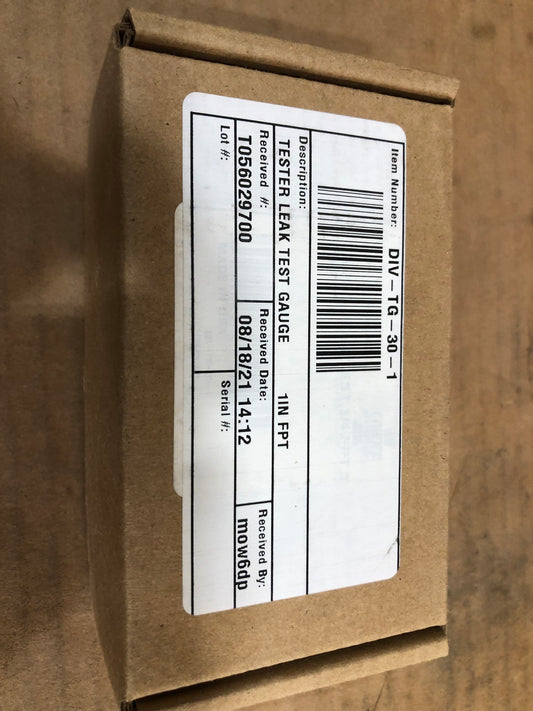 Item Number: DIV-TG-30-1
Description:
TESTER LEAK TEST GAUGE 1IN FPT
Received #: Received Date: Received By:
T056029700 08/18/21 14:12 mow6dp
Lot #: Serial #: